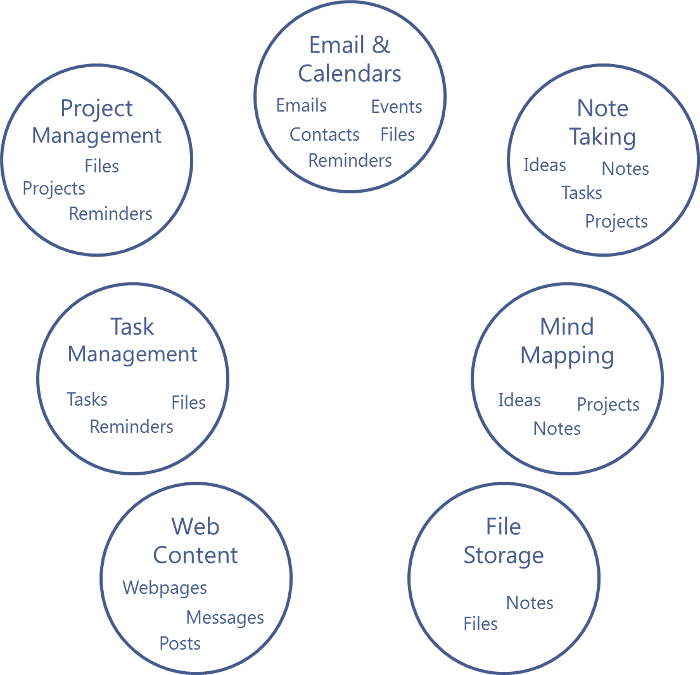 Email &
Calendars
Emails Events
Contacts Files
Reminders
Project
Management
Files
Projects
Reminders
Note
Taking
Ideas Notes
Tasks
Projects
Task
Management
Tasks Files
Reminders
Mind
Mapping
Ideas Projects
Notes
Web
Content
Webpages
Messages
Posts
File
Storage
Notes
Files